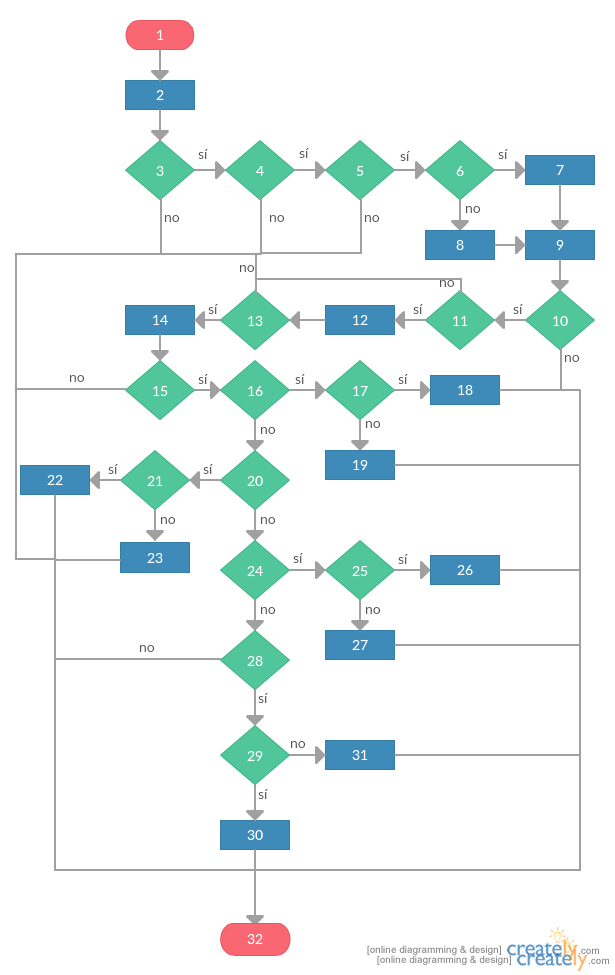 1
2
3 sí 4 sí 5 sí 6 sí 7
no no no no
8 9
no no
14 sí 13 12 sí 11 sí 10
no
no 15 sí 16 sí 17 sí 18
no no
19
22 sí 21 sí 20
no no
23
24 sí 25 sí 26
no no
27
no 28
sí
29 no 31
sí
30
32
[online diagramming & design] creately.com
[online diagramming & design] creately.com